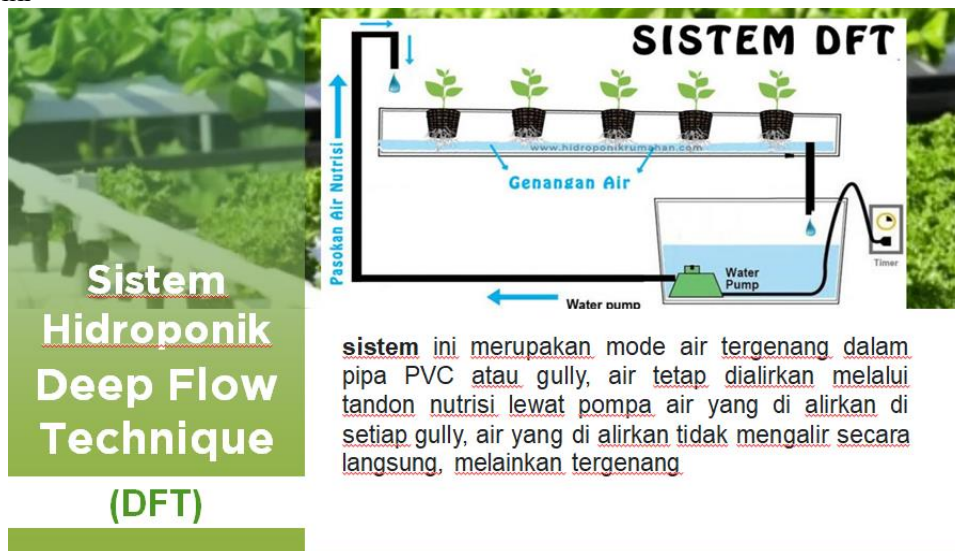 SISTEM DFT
Pasokan Air Nutrisi
www.hidroponikrumahan.com
Genangan Air
Water
Pump
Timer
Water pump
Sistem
Hidroponik
Deep Flow
Technique
(DFT)
sistem ini merupakan mode air tergenang dalam
pipa PVC atau gully, air tetap dialirkan melalui
tandon nutrisi lewat pompa air yang di alirkan di
setiap gully, air yang di alirkan tidak mengalir secara
langsung, melainkan tergenang